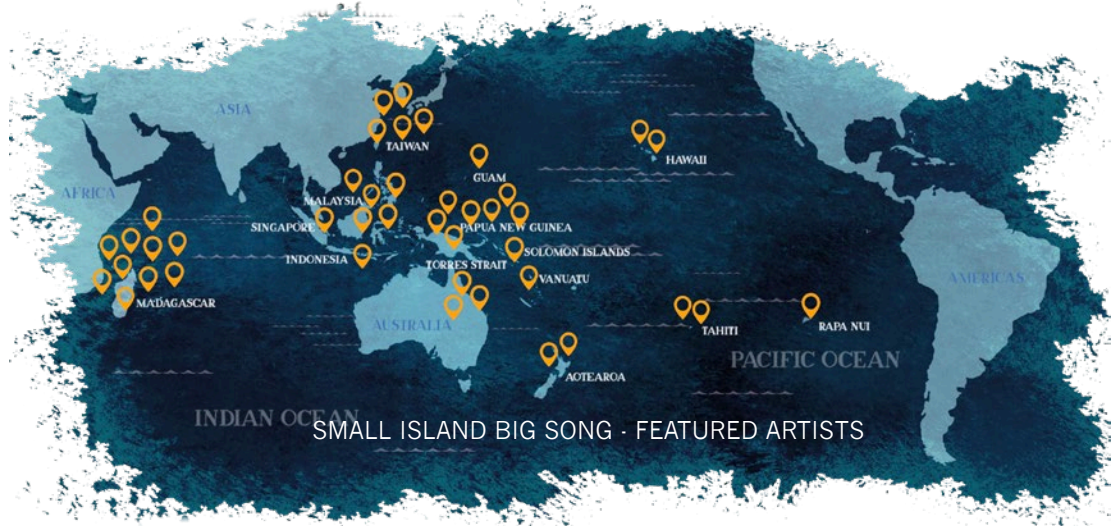 ASIA
TAIWAN
HAWAII
GUAM
AFRICA
MALAYSIA
SINGAPORE
PAPUA NEW GUINEA
SOLOMON ISLANDS
INDONESIA
TORRES STRAIT
VANUATU
AMERICAS
MADAGASCAR
AUSTRALIA
TAHITI
RAPA NUI
PACIFIC OCEAN
AOTEAROA
INDIAN OCEAN
SMALL ISLAND BIG SONG · FEATURED ARTISTS